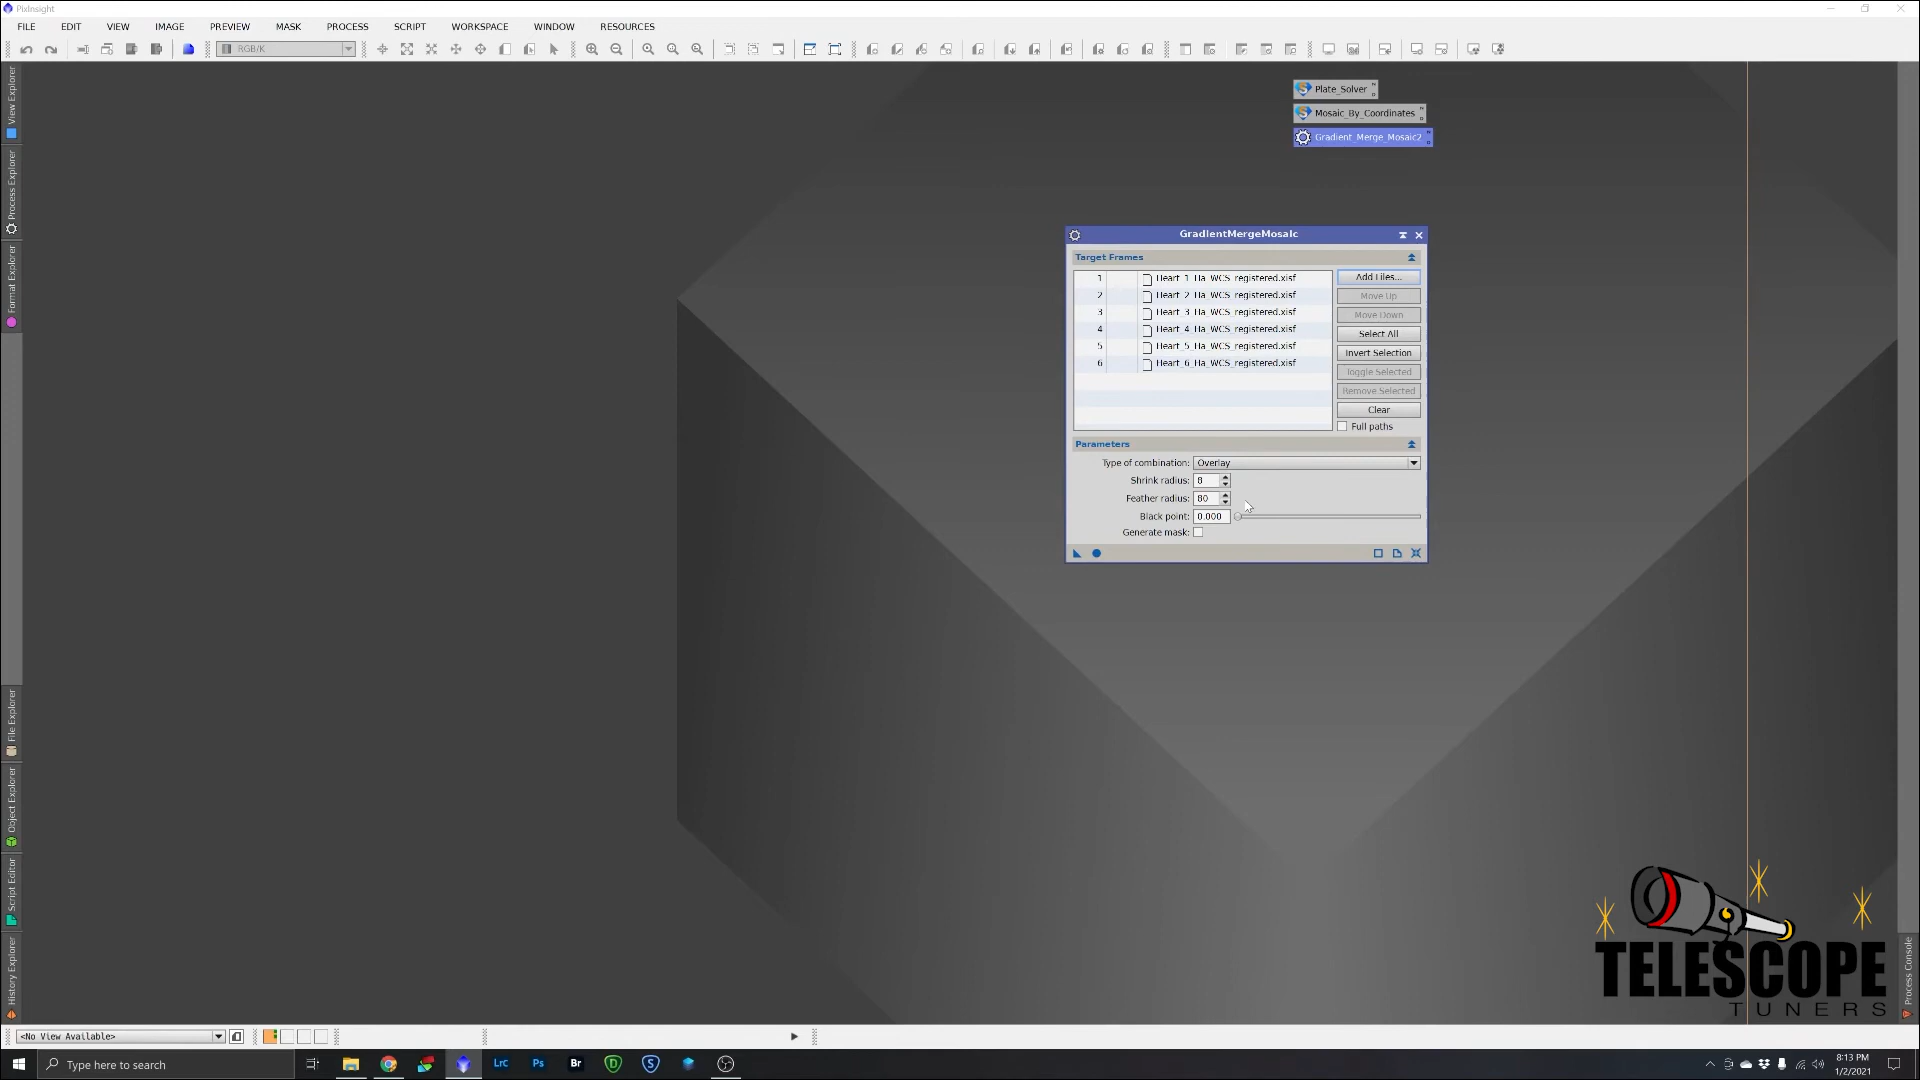 PixInsight
FILE EDIT VIEW IMAGE PREVIEW MASK PROCESS SCRIPT WORKSPACE WINDOW RESOURCES
RGB/K
View Explorer
Process Explorer
Format Explorer
File Explorer
Object Explorer
Script Editor
History Explorer
Plate_Solver
Mosaic_By_Coordinates
Gradient_Merge_Mosaic2
GradientMergeMosaic
Target Frames
1 Heart_1_Ha_WCS_registered.xisf
2 Heart_2_Ha_WCS_registered.xisf
3 Heart_3_Ha_WCS_registered.xisf
4 Heart_4_Ha_WCS_registered.xisf
5 Heart_5_Ha_WCS_registered.xisf
6 Heart_6_Ha_WCS_registered.xisf
Add Files...
Move Up
Move Down
Select All
Invert Selection
Toggle Selected
Remove Selected
Clear
Full paths
Parameters
Type of combination: Overlay
Shrink radius: 8
Feather radius: 80
Black point: 0.000
Generate mask:
TELESCOPE
TUNERS
Process Console
<No View Available>
Type here to search
LrC Ps Br
8:13 PM
1/2/2021